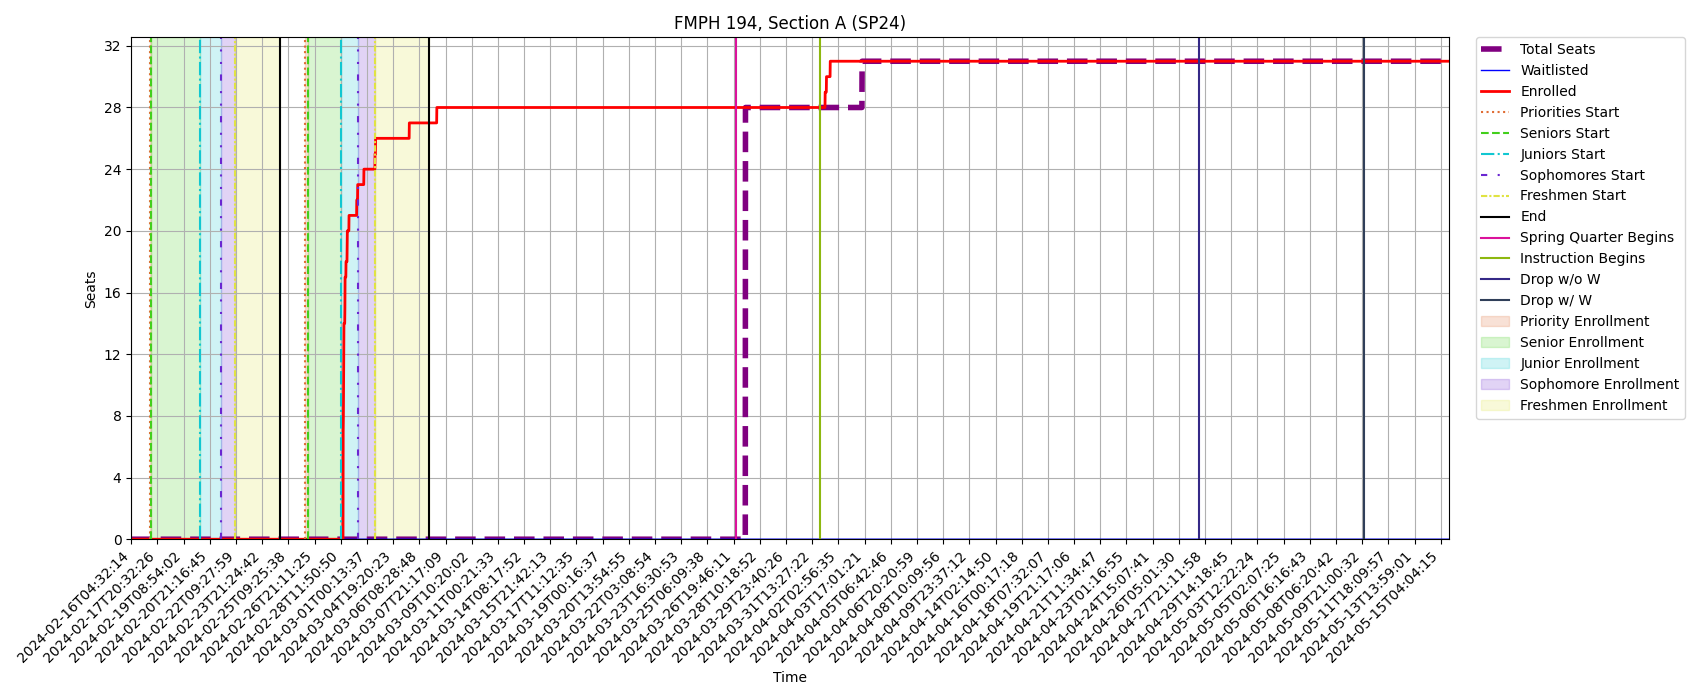 FMPH 194, Section A (SP24)
32
28
24
20
16
12
8
4
0
Seats
2024-02-16T04:32:14
2024-02-17T20:32:26
2024-02-19T08:54:02
2024-02-20T21:16:45
2024-02-22T09:27:59
2024-02-23T21:24:42
2024-02-25T09:25:38
2024-02-26T21:11:25
2024-02-28T11:50:50
2024-03-01T00:13:37
2024-03-04T19:20:23
2024-03-06T08:28:48
2024-03-07T21:17:09
2024-03-09T10:20:02
2024-03-11T00:21:33
2024-03-14T08:17:52
2024-03-15T21:42:13
2024-03-17T11:12:35
2024-03-19T00:16:37
2024-03-20T13:54:55
2024-03-22T03:08:54
2024-03-23T16:30:53
2024-03-25T06:09:38
2024-03-26T19:46:11
2024-03-28T10:18:52
2024-03-29T23:40:26
2024-03-31T13:27:22
2024-04-02T02:56:35
2024-04-03T17:01:21
2024-04-05T06:42:46
2024-04-06T20:59
2024-04-08T10:09:56
2024-04-09T23:37:12
2024-04-14T02:14:50
2024-04-16T00:17:18
2024-04-18T07:32:07
2024-04-19T21:17:06
2024-04-21T11:34:47
2024-04-23T01:16:55
2024-04-24T15:07:41
2024-04-26T05:01:30
2024-04-27T21:11:58
2024-04-29T14:18:45
2024-05-03T12:22:24
2024-05-05T02:07:25
2024-05-06T16:16:43
2024-05-08T06:20:42
2024-05-09T21:00:32
2024-05-11T18:09:57
2024-05-13T13:59:01
2024-05-15T04:04:15
Time
Total Seats
Waitlisted
Enrolled
Priorities Start
Seniors Start
Juniors Start
Sophomores Start
Freshmen Start
End
Spring Quarter Begins
Instruction Begins
Drop w/o W
Drop w/ W
Priority Enrollment
Senior Enrollment
Junior Enrollment
Sophomore Enrollment
Freshmen Enrollment